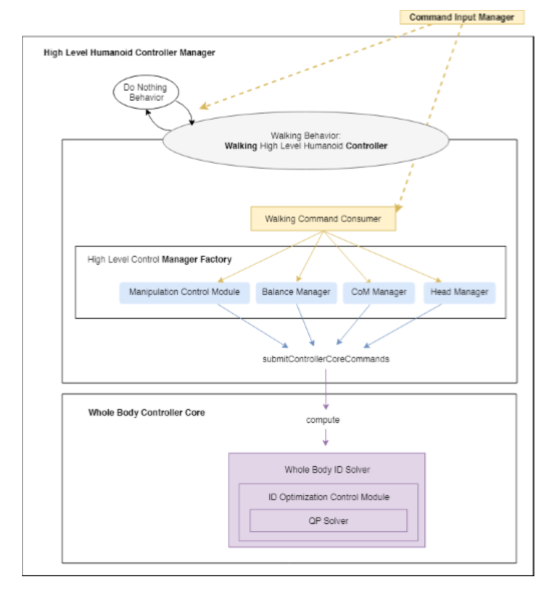 Command Input Manager
High Level Humanoid Controller Manager
Do Nothing
Behavior
Walking Behavior:
Walking High Level Humanoid Controller
Walking Command Consumer
High Level Control Manager Factory
Manipulation Control Module
Balance Manager
CoM Manager
Head Manager
submitControllerCoreCommands
Whole Body Controller Core
compute
Whole Body ID Solver
ID Optimization Control Module
QP Solver